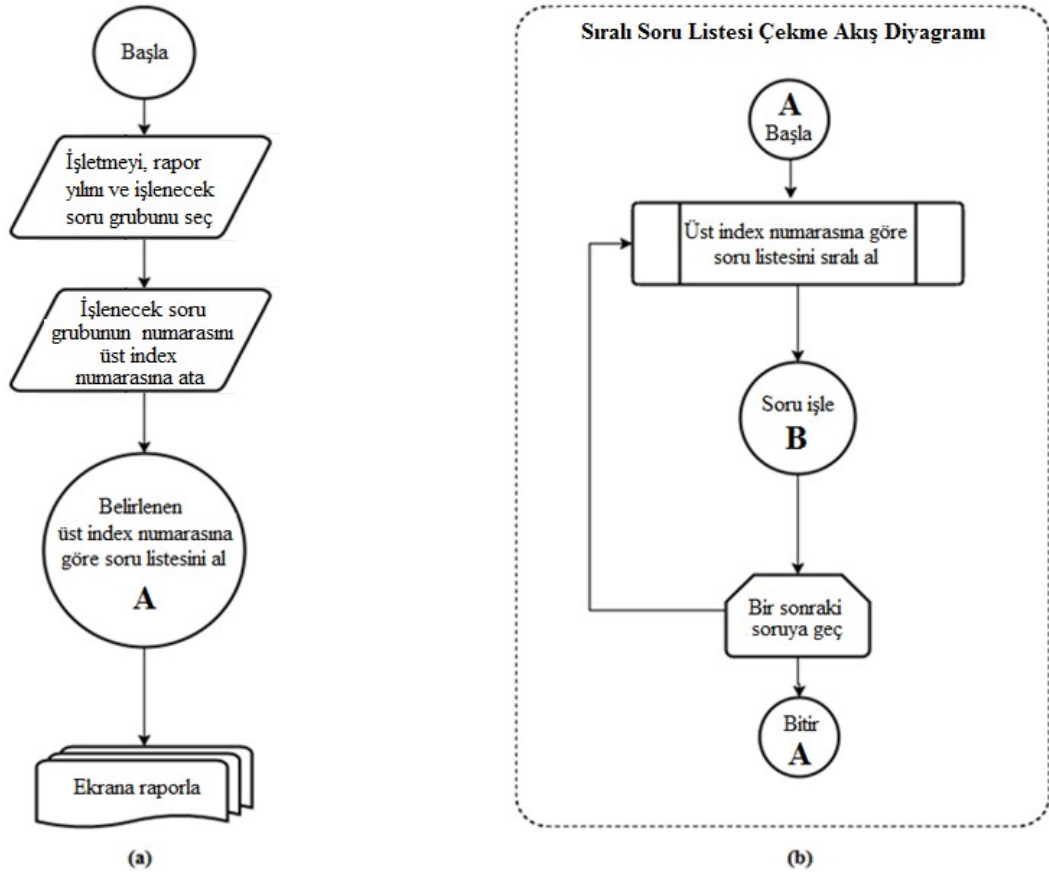 Başla
İşletmeyi, rapor
yılını ve işlenecek
soru grubunu seç
İşlenecek soru
grubunun numarasını
üst index
numarasına ata
Belirlenen
üst index numarasına
göre soru listesini al
A
Ekrana raporla
(a)
Sıralı Soru Listesi Çekme Akış Diyagramı
A
Başla
Üst index numarasına göre
soru listesini sıralı al
Soru işle
B
Bir sonraki
soruya geç
Bitir
A
(b)